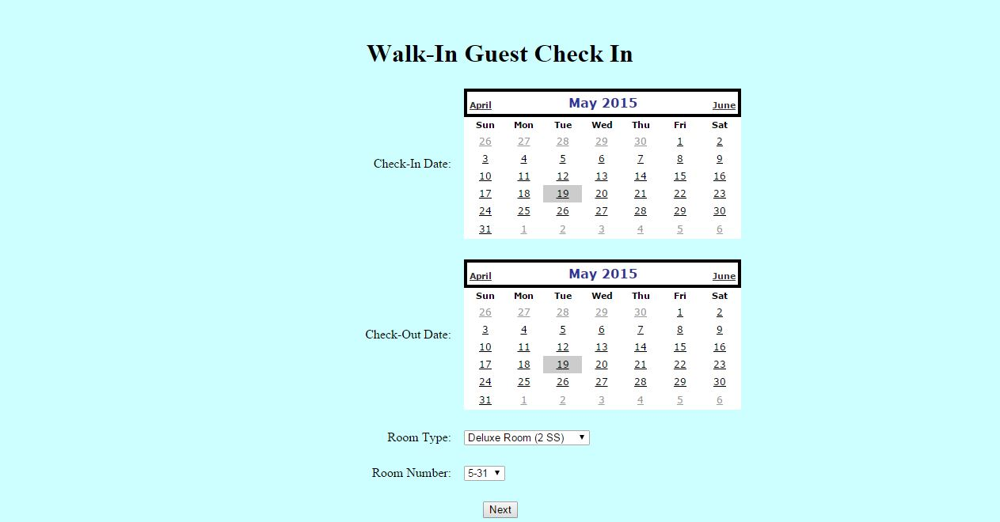 Walk-In Guest Check In
April May 2015 June
Sun Mon Tue Wed Thu Fri Sat
26 27 28 29 30 1 2
3 4 5 6 7 8 9
Check-In Date:
10 11 12 13 14 15 16
17 18 19 20 21 22 23
24 25 26 27 28 29 30
31 1 2 3 4 5 6
April May 2015 June
Sun Mon Tue Wed Thu Fri Sat
26 27 28 29 30 1 2
3 4 5 6 7 8 9
Check-Out Date:
10 11 12 13 14 15 16
17 18 19 20 21 22 23
24 25 26 27 28 29 30
31 1 2 3 4 5 6
Room Type: Deluxe Room (2 SS)
Room Number: 5-31
Next